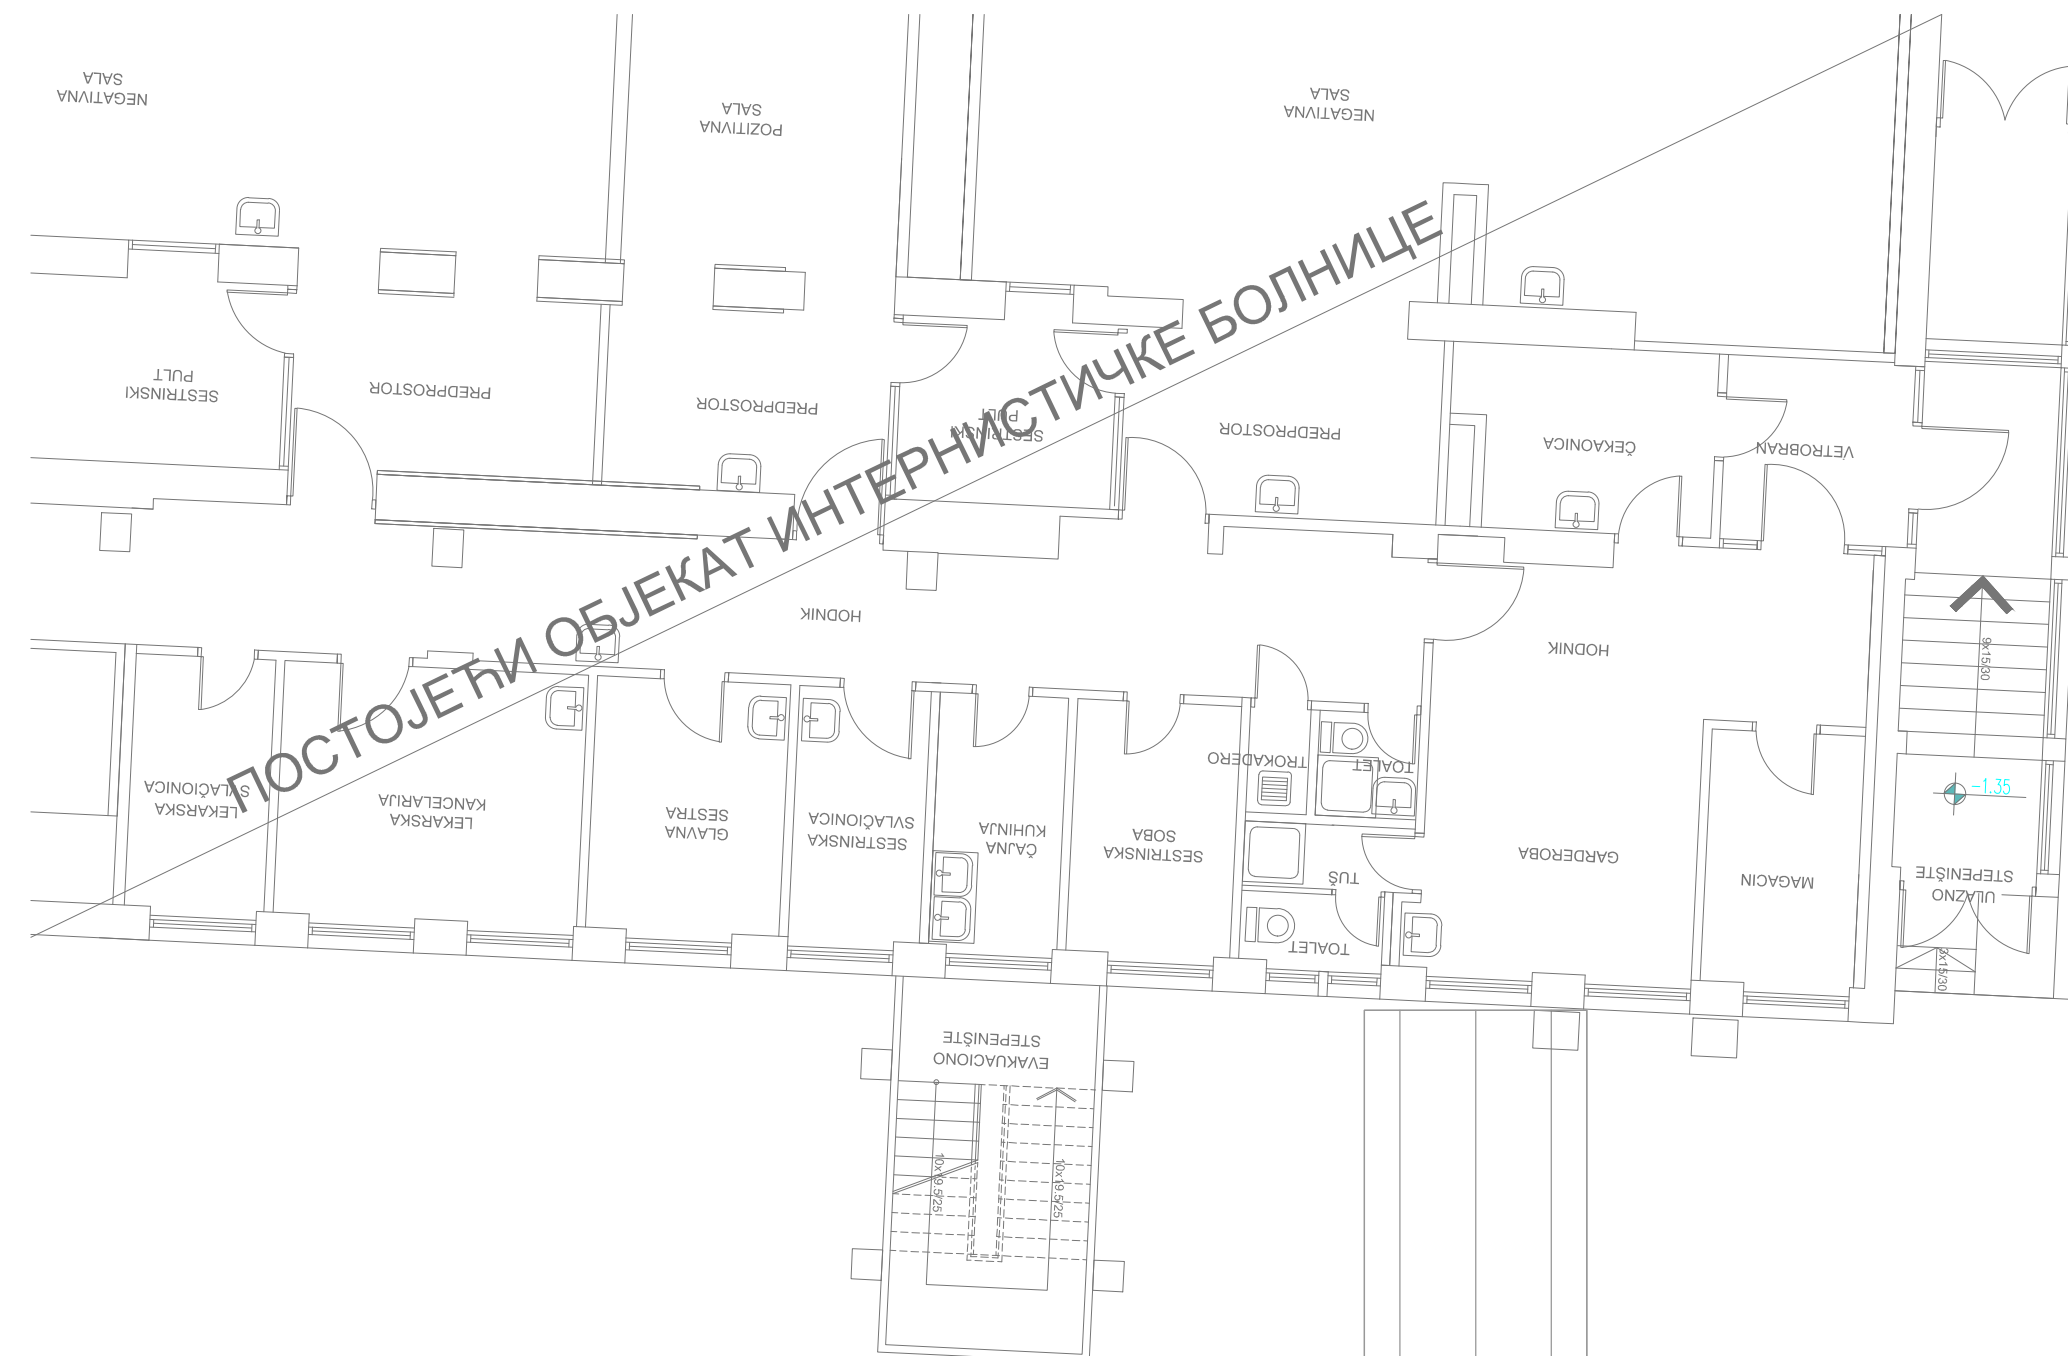 NEGATIVNA
SALA
POZITIVNA
SALA
NEGATIVNA
SALA
ПОСТОЈЕЋИ ОБЈЕКАТ ИНТЕРНИСТИЧКЕ БОЛНИЦЕ
SESTRINSKI
PULT
PREDPROSTOR
PREDPROSTOR
SESTRINSKI
PULT
PREDPROSTOR
ČEKAONICA
VETROBRAN
HODNIK
HODNIK
9x15/30
LEKARSKA
SVLAČIONICA
LEKARSKA
KANCELARIJA
GLAVNA
SESTRA
SESTRINSKA
SVLAČIONICA
ČAJNA
KUHINJA
SESTRINSKA
SOBA
TROKADERO
TOALET
TUŠ
TOALET
GARDEROBA
MAGACIN
-1.35
ULAZNO
STEPENIŠTE
3x15/30
EVAKUACIONO
STEPENIŠTE
10x19.5/25
10x19.5/25